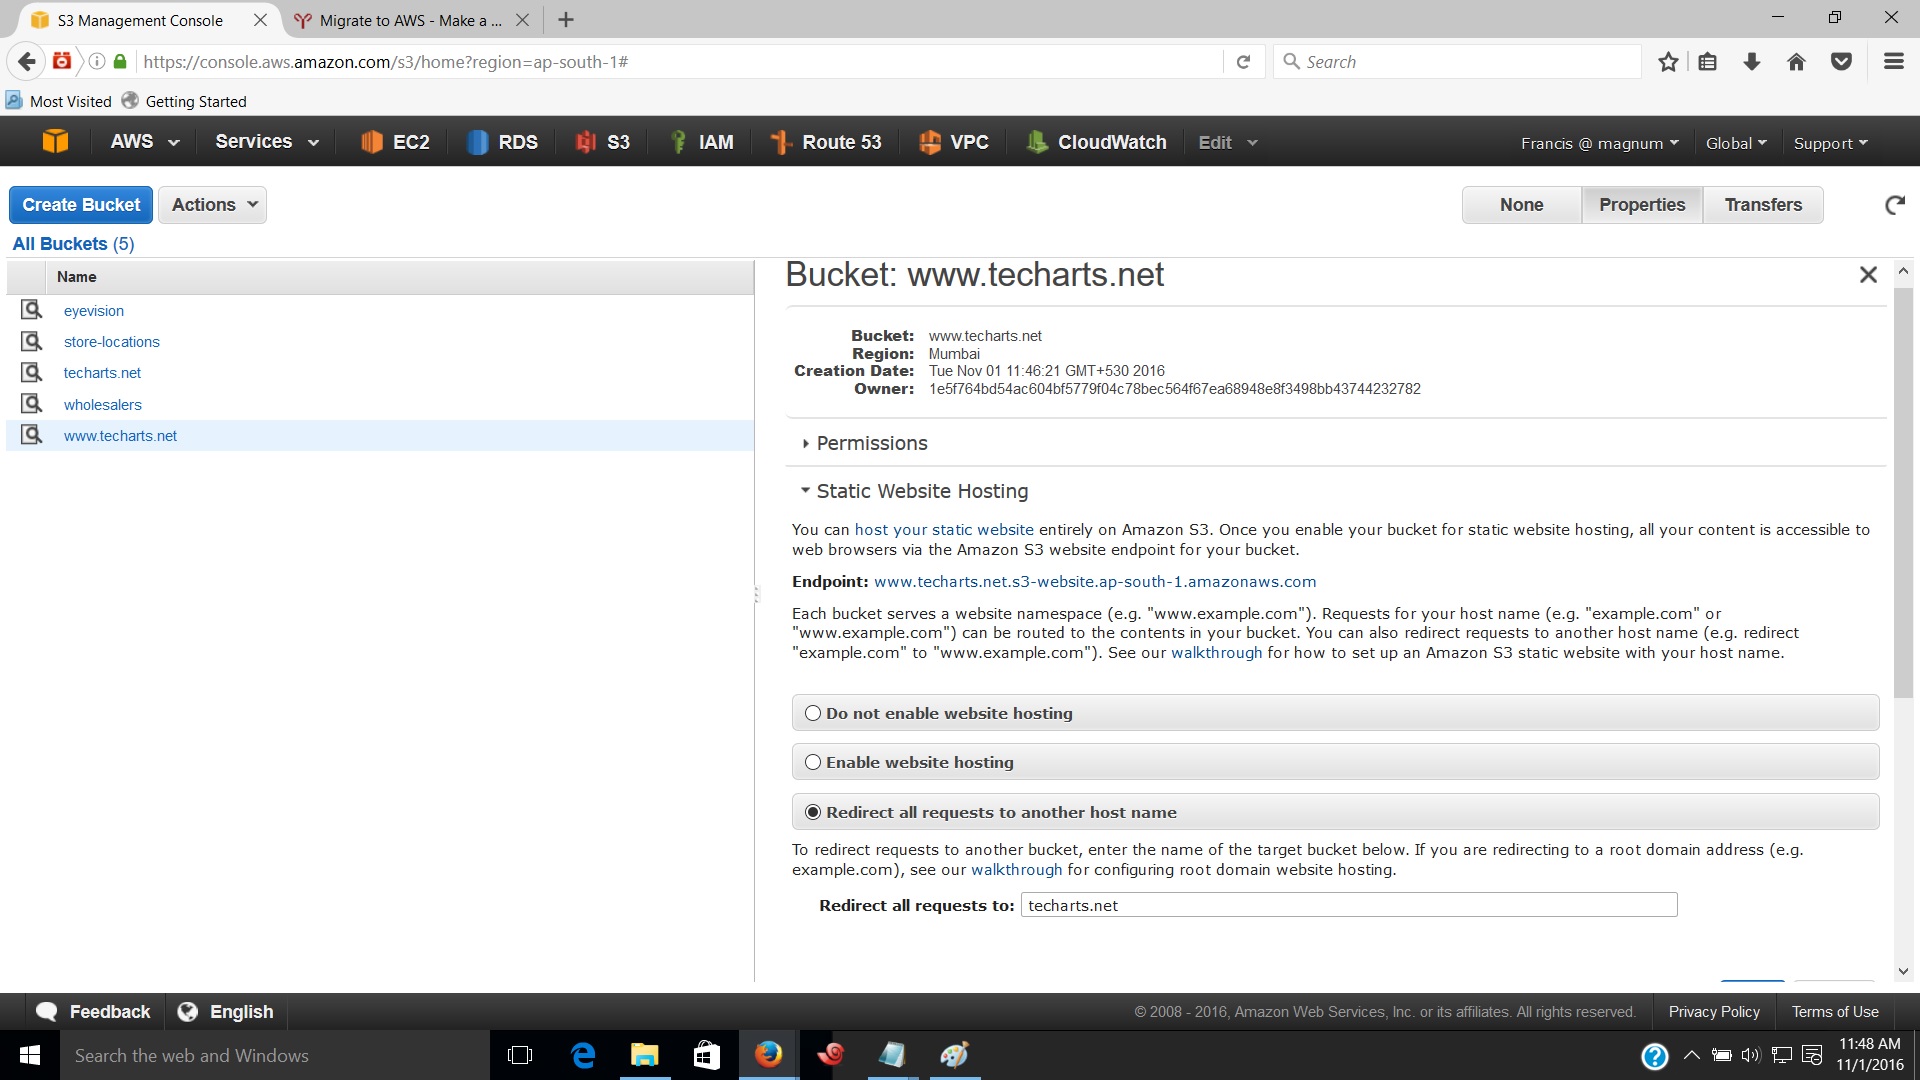 S3 Management Console
Migrate to AWS - Make a ...
https://console.aws.amazon.com/s3/home?region=ap-south-1#
Search
Most Visited
Getting Started
AWS
Services
EC2
RDS
S3
IAM
Route 53
VPC
CloudWatch
Edit
Francis @ magnum
Global
Support
Create Bucket
Actions
None
Properties
Transfers
All Buckets (5)
Name
eyevision
store-locations
techarts.net
wholesalers
www.techarts.net
Bucket: www.techarts.net
Bucket: www.techarts.net
Region: Mumbai
Creation Date: Tue Nov 01 11:46:21 GMT+530 2016
Owner: 1e5f764bd54ac604bf5779f04c78bec564f67ea68948e8f3498bb43744232782
Permissions
Static Website Hosting
You can host your static website entirely on Amazon S3. Once you enable your bucket for static website hosting, all your content is accessible to
web browsers via the Amazon S3 website endpoint for your bucket.
Endpoint: www.techarts.net.s3-website.ap-south-1.amazonaws.com
Each bucket serves a website namespace (e.g. "www.example.com"). Requests for your host name (e.g. "example.com" or
"www.example.com") can be routed to the contents in your bucket. You can also redirect requests to another host name (e.g. redirect
"example.com" to "www.example.com"). See our walkthrough for how to set up an Amazon S3 static website with your host name.
Do not enable website hosting
Enable website hosting
Redirect all requests to another host name
To redirect requests to another bucket, enter the name of the target bucket below. If you are redirecting to a root domain address (e.g.
example.com), see our walkthrough for configuring root domain website hosting.
Redirect all requests to: techarts.net
Feedback
English
© 2008 - 2016, Amazon Web Services, Inc. or its affiliates. All rights reserved.
Privacy Policy
Terms of Use
Search the web and Windows
11:48 AM
11/1/2016